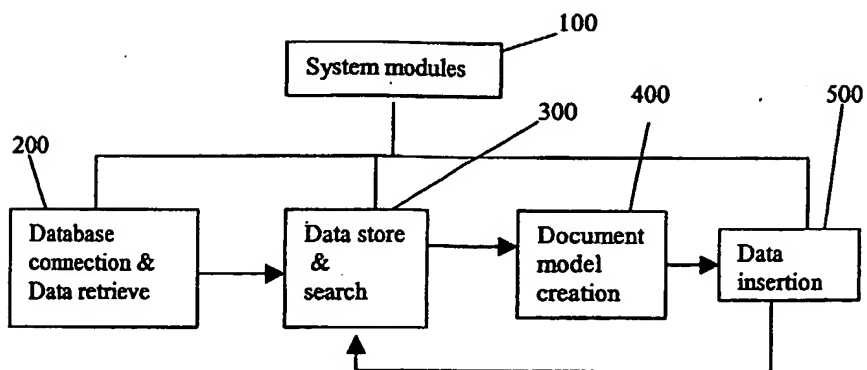 100
System modules
200
300
400
500
Database
connection &
Data retrieve
Data store
&
search
Document
model
creation
Data
insertion